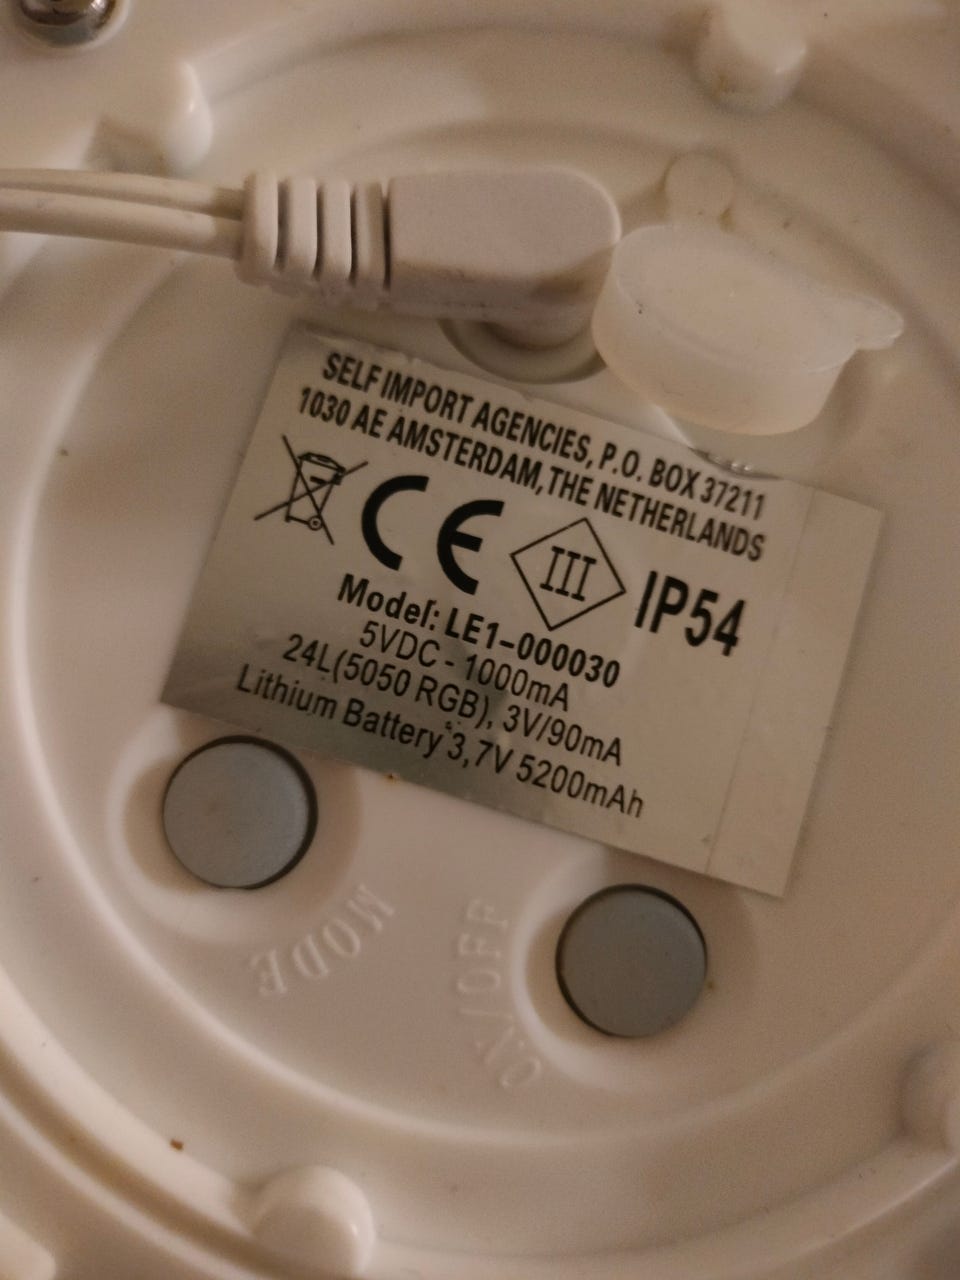 SELF IMPORT AGENCIES, P.O. BOX 37211
1030 AE AMSTERDAM, THE NETHERLANDS
CE III IP54
Model: LE1-000030
5VDC - 1000mA
24L(5050 RGB), 3V/90mA
Lithium Battery 3,7V 5200mAh
MODE
ON/OFF